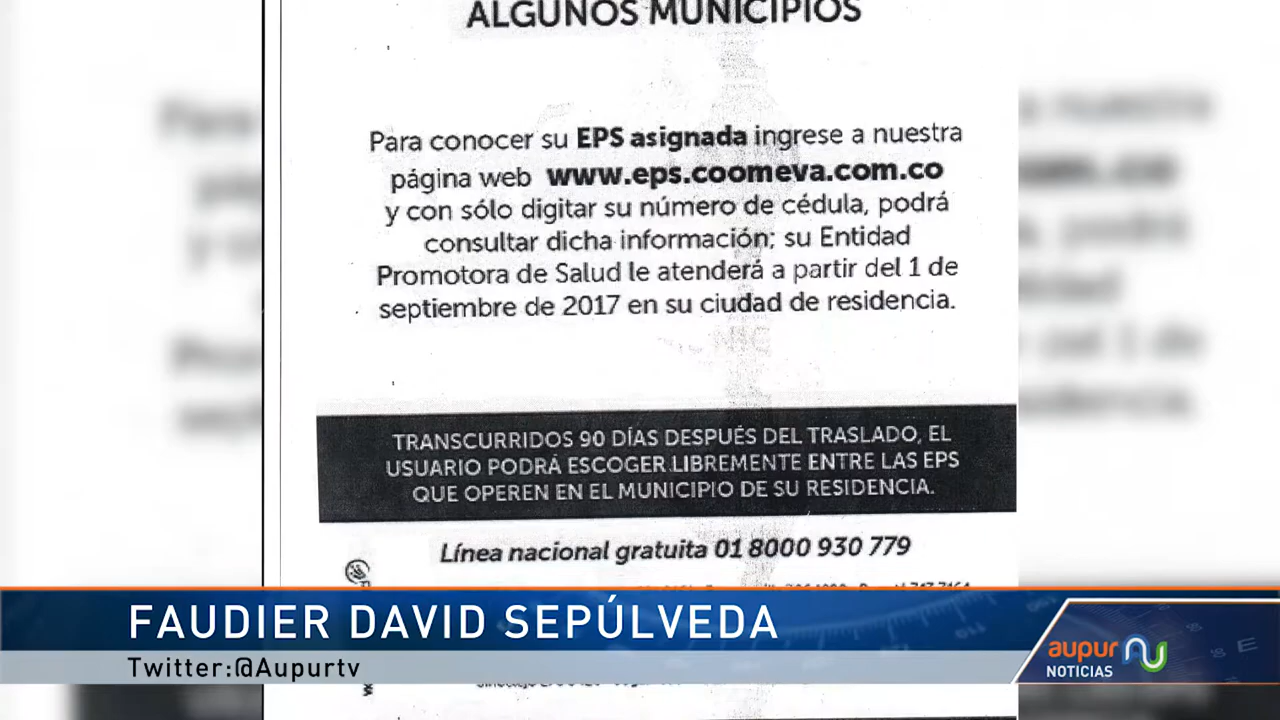 ALGUNOS MUNICIPIOS
Para conocer su EPS asignada ingrese a nuestra
página web www.eps.coomeva.com.co
y con sólo digitar su número de cédula, podrá
consultar dicha información; su Entidad
Promotora de Salud le atenderá a partir del 1 de
septiembre de 2017 en su ciudad de residencia.
TRANSCURRIDOS 90 DÍAS DESPUÉS DEL TRASLADO, EL
USUARIO PODRÁ ESCOGER LIBREMENTE ENTRE LAS EPS
QUE OPEREN EN EL MUNICIPIO DE SU RESIDENCIA.
Línea nacional gratuita 01 8000 930 779
FAUDIER DAVID SEPÚLVEDA
Twitter:@Aupurtv
aupur
NOTICIAS